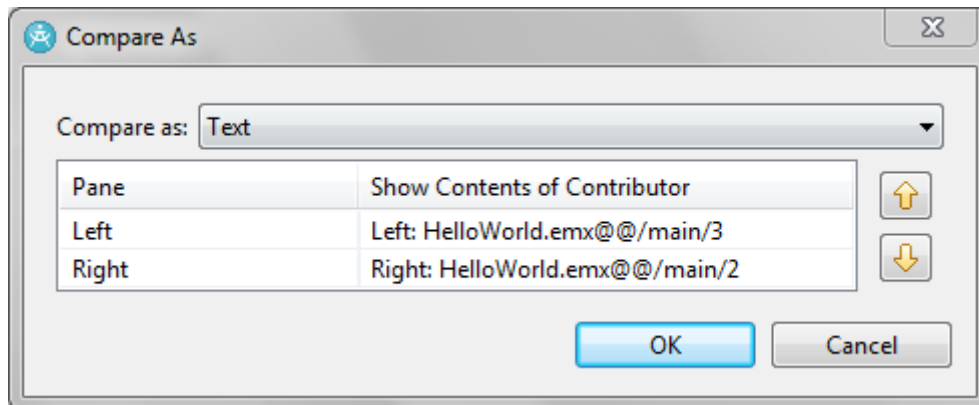 Compare As
Compare as: Text
Pane Show Contents of Contributor
Left Left: HelloWorld.emx@@/main/3
Right Right: HelloWorld.emx@@/main/2
OK Cancel